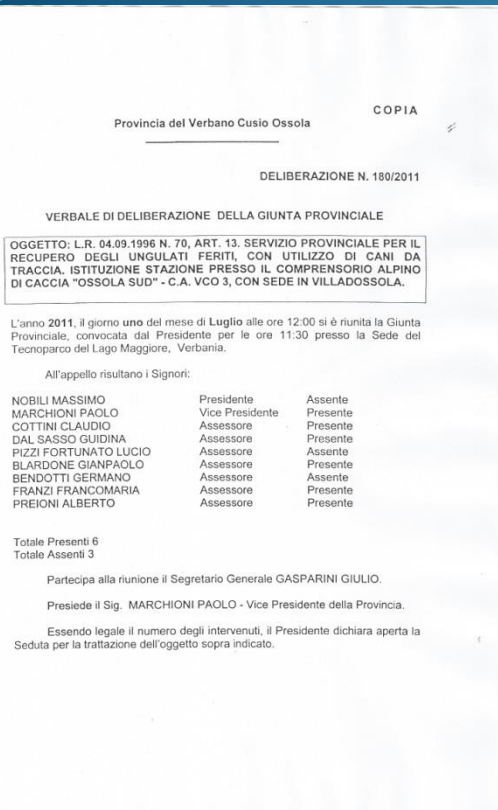 COPIA
Provincia del Verbano Cusio Ossola
DELIBERAZIONE N. 180/2011
VERBALE DI DELIBERAZIONE DELLA GIUNTA PROVINCIALE
OGGETTO: L.R. 04.09.1996 N. 70, ART. 13. SERVIZIO PROVINCIALE PER IL
RECUPERO DEGLI UNGULATI FERITI, CON UTILIZZO DI CANI DA
TRACCIA. ISTITUZIONE STAZIONE PRESSO IL COMPRENSORIO ALPINO
DI CACCIA "OSSOLA SUD" - C.A. VCO 3, CON SEDE IN VILLADOSSOLA.
L'anno 2011, il giorno uno del mese di Luglio alle ore 12:00 si è riunita la Giunta
Provinciale, convocata dal Presidente per le ore 11:30 presso la Sede del
Tecnoparco del Lago Maggiore, Verbania.
All'appello risultano i Signori:
NOBILI MASSIMO Presidente Assente
MARCHIONI PAOLO Vice Presidente Presente
COTTINI CLAUDIO Assessore Presente
DAL SASSO GUIDINA Assessore Presente
PIZZI FORTUNATO LUCIO Assessore Assente
BLARDONE GIANPAOLO Assessore Presente
BENDOTTI GERMANO Assessore Assente
FRANZI FRANCOMARIA Assessore Presente
PREIONI ALBERTO Assessore Presente
Totale Presenti 6
Totale Assenti 3
Partecipa alla riunione il Segretario Generale GASPARINI GIULIO.
Presiede il Sig. MARCHIONI PAOLO - Vice Presidente della Provincia.
Essendo legale il numero degli intervenuti, il Presidente dichiara aperta la
Seduta per la trattazione dell'oggetto sopra indicato.